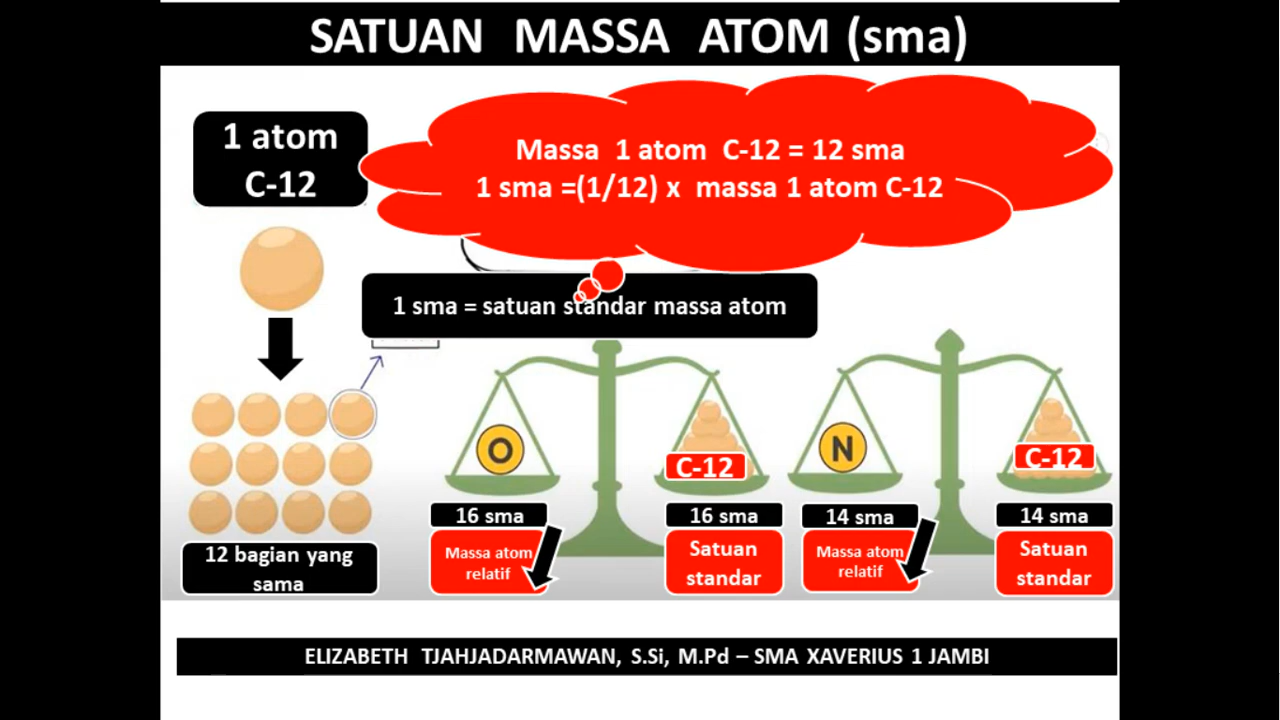 SATUAN MASSA ATOM (sma)
1 atom
C-12
Massa 1 atom C-12 = 12 sma
1 sma =(1/12) x massa 1 atom C-12
1 sma = satuan standar massa atom
O
C-12
N
C-12
16 sma
16 sma
14 sma
14 sma
Massa atom
relatif
Satuan
standar
Massa atom
relatif
Satuan
standar
12 bagian yang
sama
ELIZABETH TJAHJADARMAWAN, S.Si, M.Pd – SMA XAVERIUS 1 JAMBI